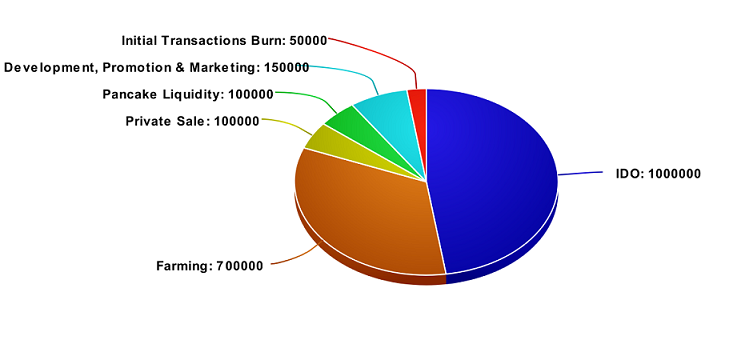 Initial Transactions Burn: 50000
Development, Promotion & Marketing: 150000
Pancake Liquidity: 100000
Private Sale: 100000
IDO: 1000000
Farming: 700000